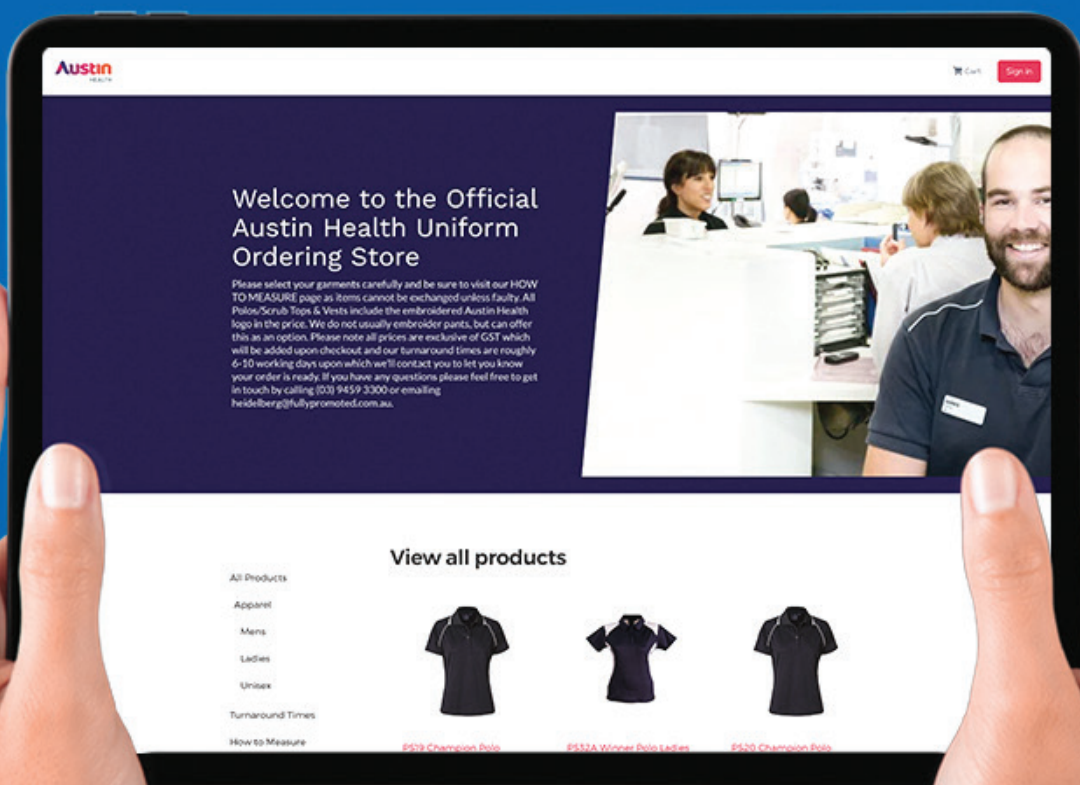 Austin
HEALTH
Cart
Sign in
Welcome to the Official
Austin Health Uniform
Ordering Store
Please select your garments carefully and be sure to visit our HOW
TO MEASURE page as items cannot be exchanged unless faulty. All
Polos/Scrub Tops & Vests include the embroidered Austin Health
logo in the price. We do not usually embroider pants, but can offer
this as an option. Please note all prices are exclusive of GST which
will be added upon checkout and our turnaround times are roughly
6-10 working days upon which we'll contact you to let you know
your order is ready. If you have any questions please feel free to get
in touch by calling (03) 9459 3300 or emailing
heidelberg@fullypromoted.com.au.
View all products
All Products
Apparel
Mens
Ladies
Unisex
Turnaround Times
How to Measure
PS19 Champion Polo
PS32A Winner Polo Ladies
PS20 Champion Polo